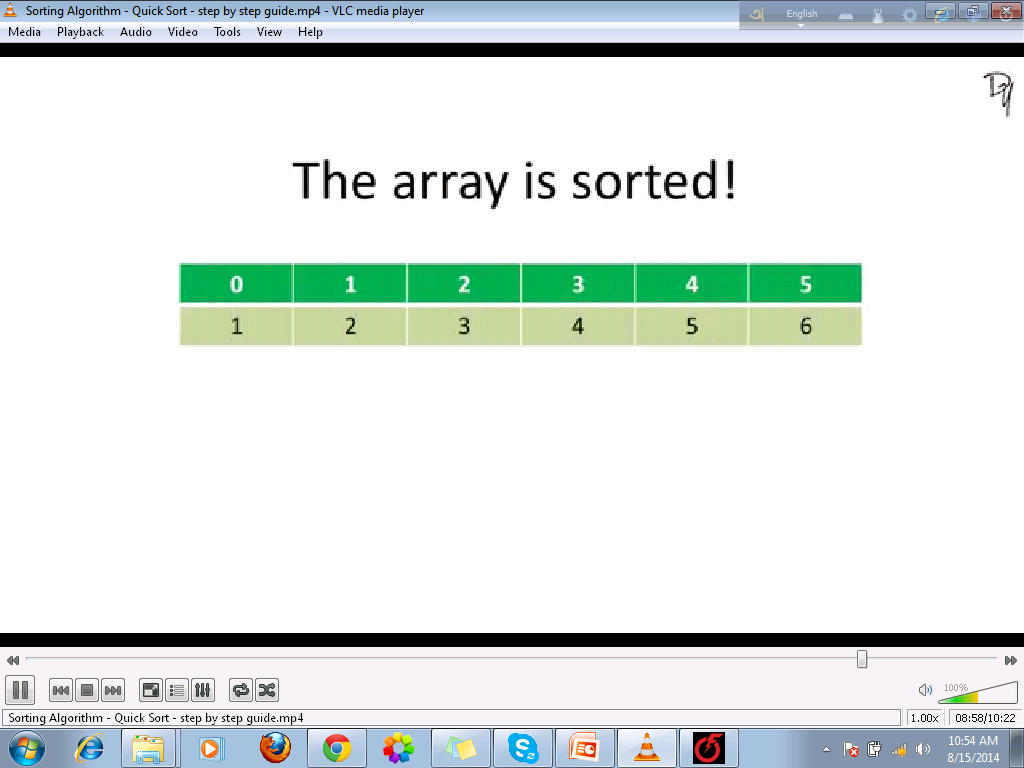 Sorting Algorithm - Quick Sort - step by step guide.mp4 - VLC media player
English
Media Playback Audio Video Tools View Help
The array is sorted!
0 1 2 3 4 5
1 2 3 4 5 6
100%
Sorting Algorithm - Quick Sort - step by step guide.mp4 1.00x 08:58/10:22
10:54 AM
8/15/2014